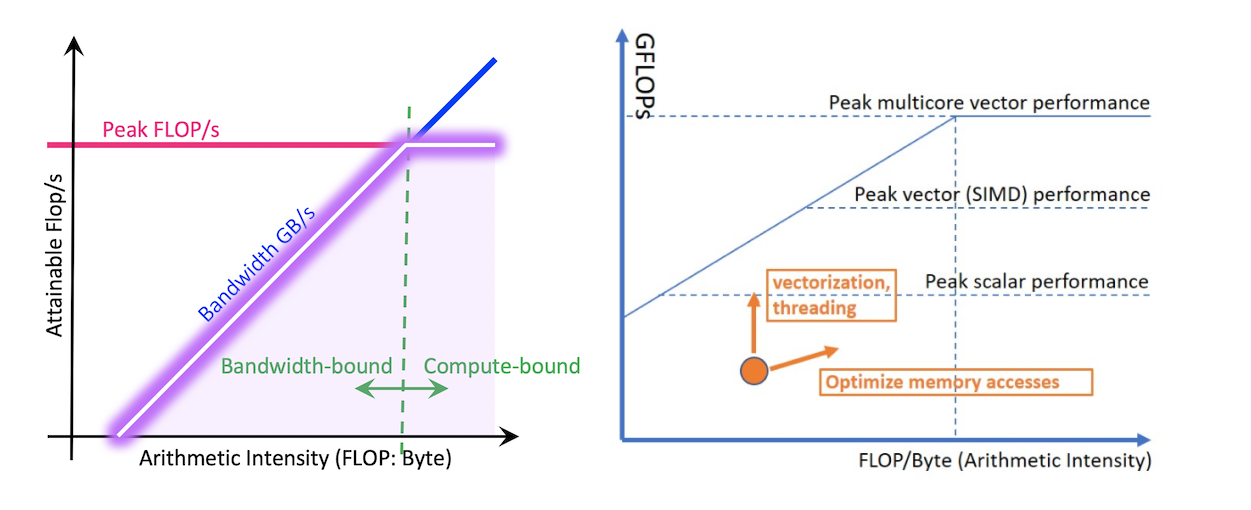 Peak FLOP/s
Attainable Flop/s
Bandwidth GB/s
Bandwidth-bound
Compute-bound
Arithmetic Intensity (FLOP: Byte)
GFLOPs
Peak multicore vector performance
Peak vector (SIMD) performance
Peak scalar performance
vectorization,
threading
Optimize memory accesses
FLOP/Byte (Arithmetic Intensity)